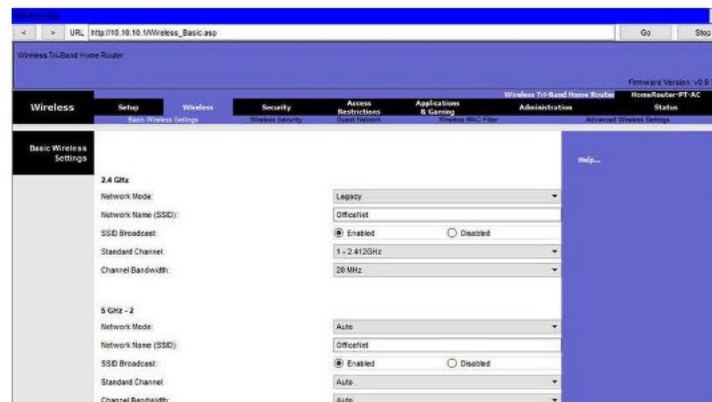 < > URL http://10.10.10.1/Wireless_Basic.asp Go Stop
Wireless Tri-Band Home Router
Firmware Version: v0.9
Wireless Tri-Band Home Router HomeRouter-PT-AC
Wireless Setup Wireless Security Access Restrictions Applications & Gaming Administration Status
Basic Wireless Settings Wireless Security Guest Network Wireless MAC Filter Advanced Wireless Settings
Basic Wireless
Settings
Help...
2.4 GHz
Network Mode: Legacy
Network Name (SSID): OfficeNet
SSID Broadcast: Enabled Disabled
Standard Channel: 1 - 2.412GHz
Channel Bandwidth: 20 MHz
5 GHz - 2
Network Mode: Auto
Network Name (SSID): OfficeNet
SSID Broadcast: Enabled Disabled
Standard Channel: Auto
Channel Bandwidth: Auto